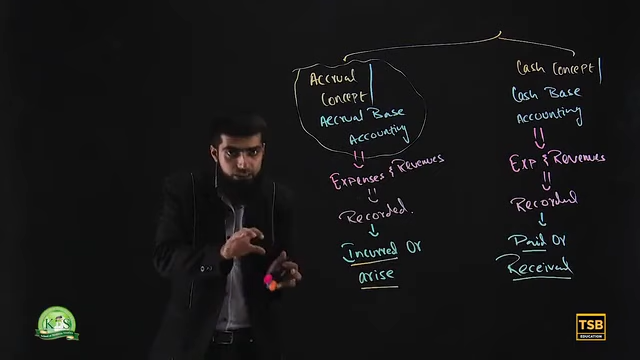 Accrual
Concept
Accrual Base
Accounting
Expenses & Revenues
Recorded.
Incurred Or
arise
Cash Concept
Cash Base
Accounting
Exp & Revenues
Recorded
Paid Or
Received
TSB
EDUCATION